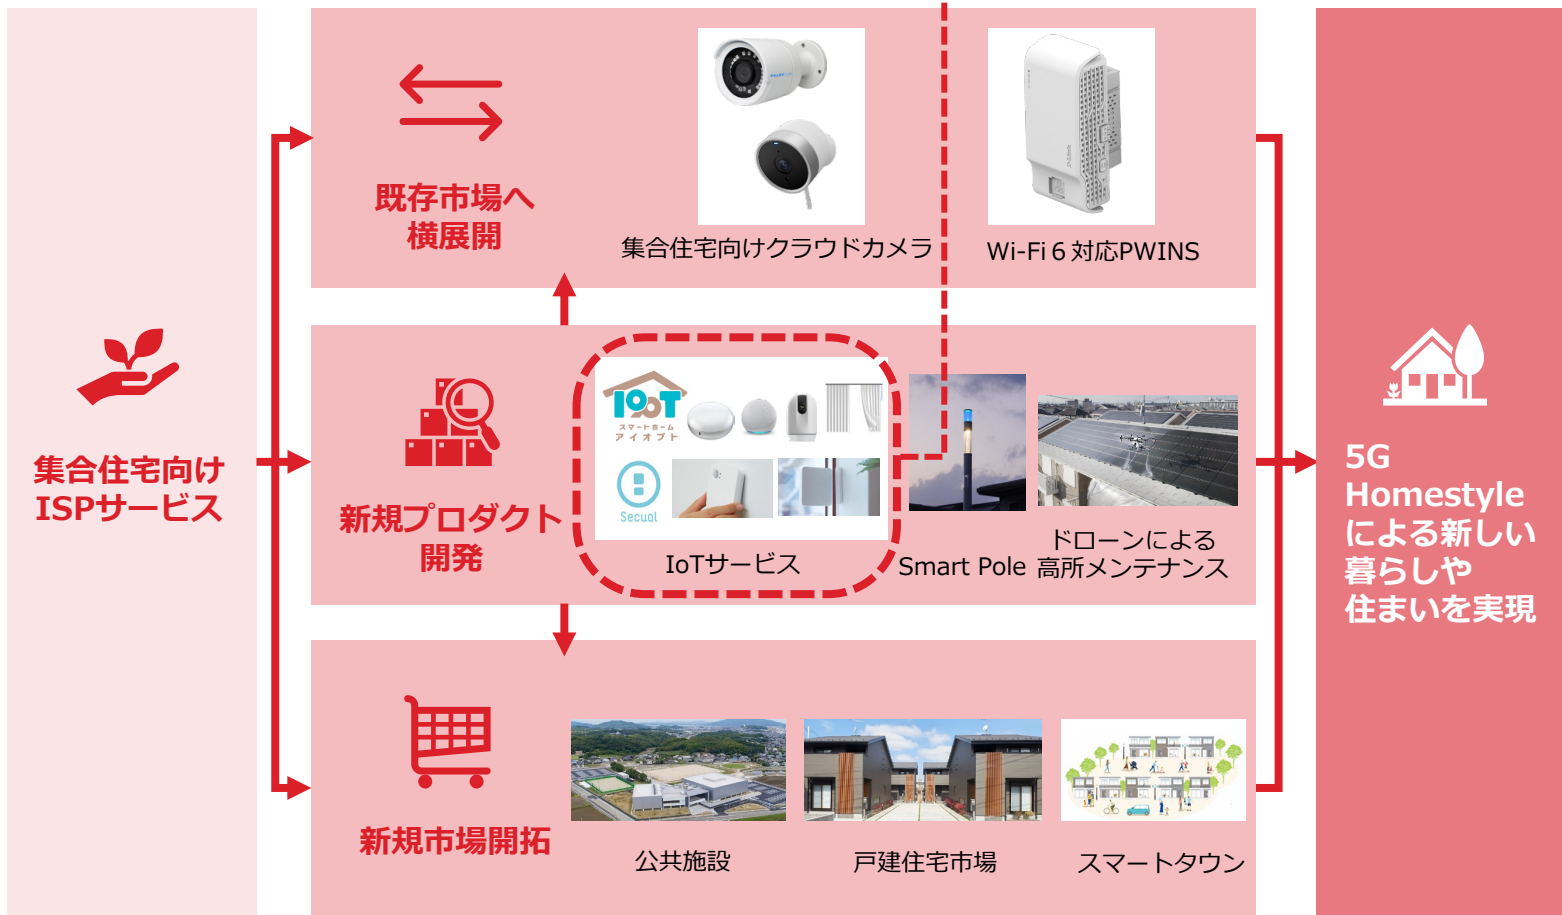 集合住宅向け
ISPサービス
既存市場へ
横展開
集合住宅向けクラウドカメラ
Wi-Fi 6 対応PWINS
新規プロダクト
開発
IOPT
スマートホーム
アイオプト
Secual
IoTサービス
Smart Pole
ドローンによる
高所メンテナンス
新規市場開拓
公共施設
戸建住宅市場
スマートタウン
5G
Homestyle
による新しい
暮らしや
住まいを実現